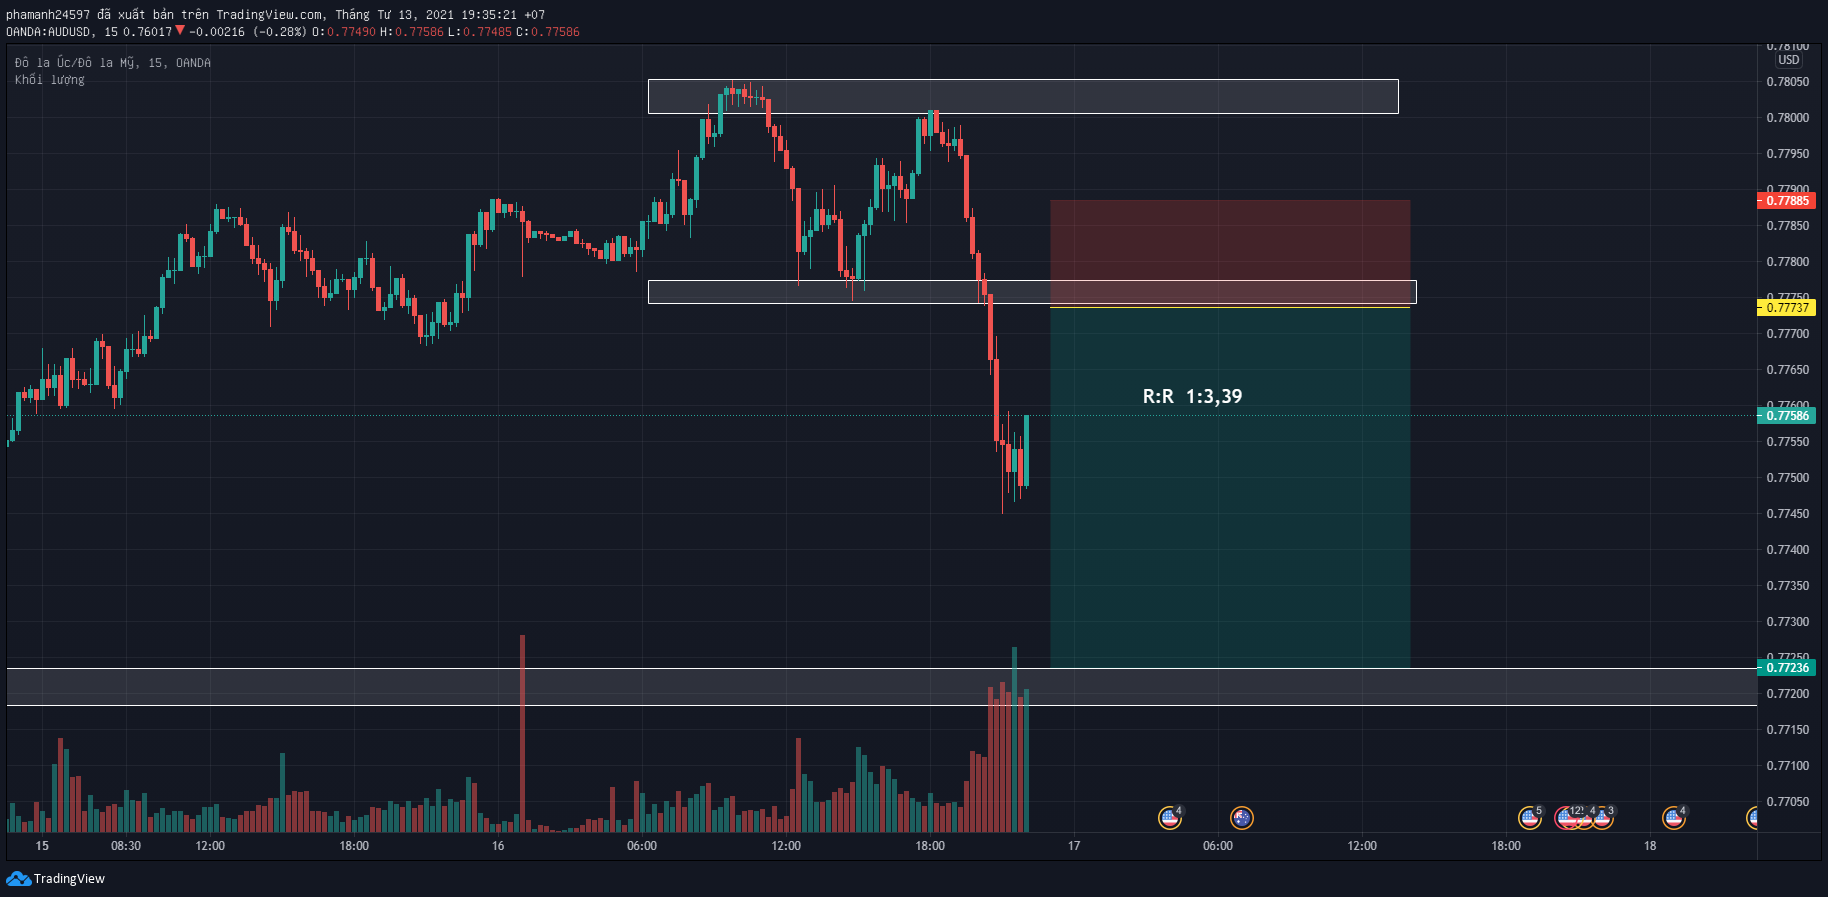 phamanh24597 đã xuất bản trên TradingView.com, Tháng Tư 13, 2021 19:35:21 +07
OANDA:AUDUSD, 15 0.76017 ▼ −0.00216 (−0.28%) O:0.77490 H:0.77586 L:0.77485 C:0.77586
Đô la Úc/Đô la Mỹ, 15, OANDA
Khối lượng
0.78100
USD
0.78050
0.78000
0.77950
0.77900
0.77885
0.77850
0.77800
0.77750
0.77737
0.77700
0.77650
R:R 1:3,39
0.77600
0.77586
0.77550
0.77500
0.77450
0.77400
0.77350
0.77300
0.77250
0.77236
0.77200
0.77150
0.77100
0.77050
4 5 4 3 4
15 08:30 12:00 18:00 16 06:00 12:00 18:00 17 06:00 12:00 18:00 18
TradingView